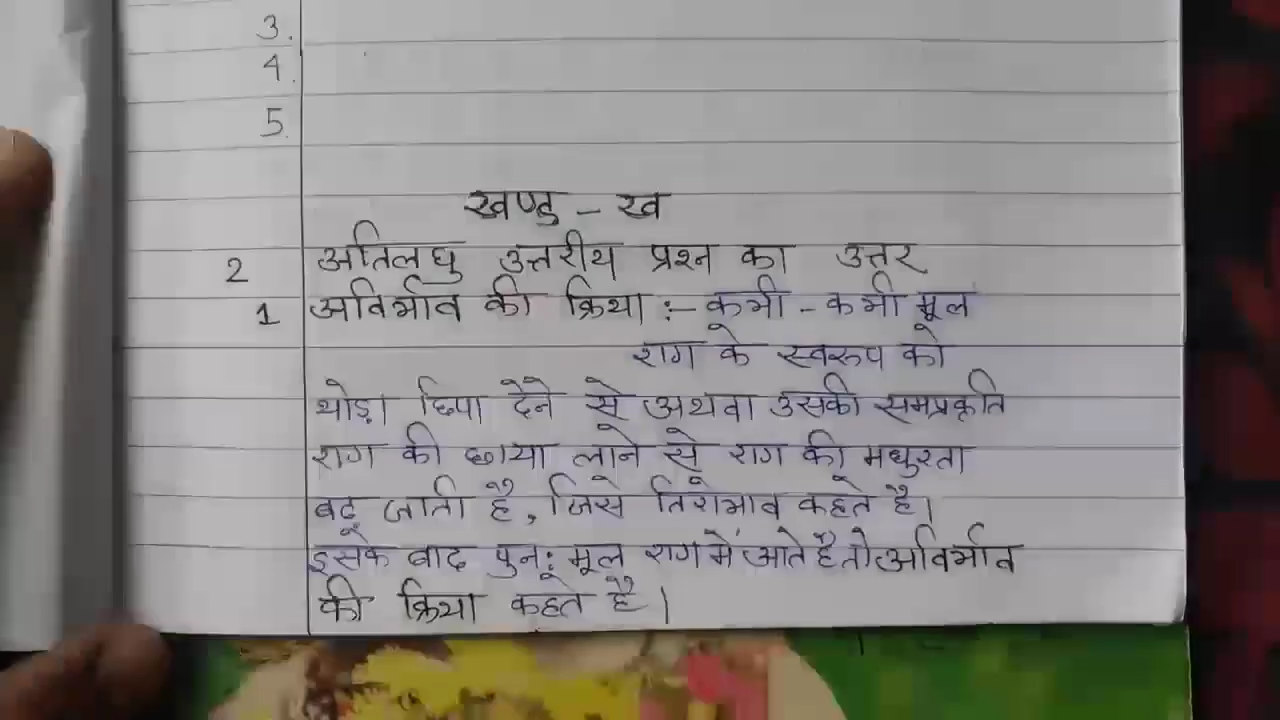 3.
4.
5.
खण्ड - ख
2 अतिलघु उत्तरीय प्रश्न का उत्तर
1 अविर्भाव की क्रिया :- कभी - कभी मूल
राग के स्वरूप को
थोड़ा छिपा देने से अथवा उसकी समप्रकृति
राग की छाया लाने से राग की मधुरता
बढ़ जाती है, जिसे तिरोभाव कहते है।
इसके बाद पुन: मूल राग में आते है तो अविर्भाव
की क्रिया कहते है।